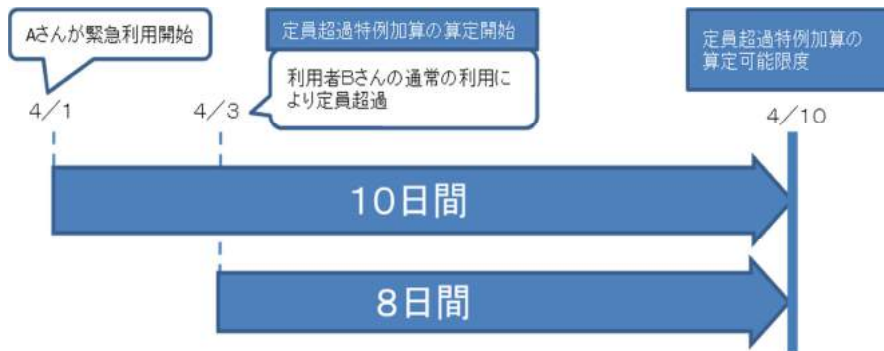 Aさんが緊急利用開始
定員超過特例加算の算定開始
利用者Bさんの通常の利用に
より定員超過
定員超過特例加算の
算定可能限度
4/1
4/3
4/10
10日間
8日間